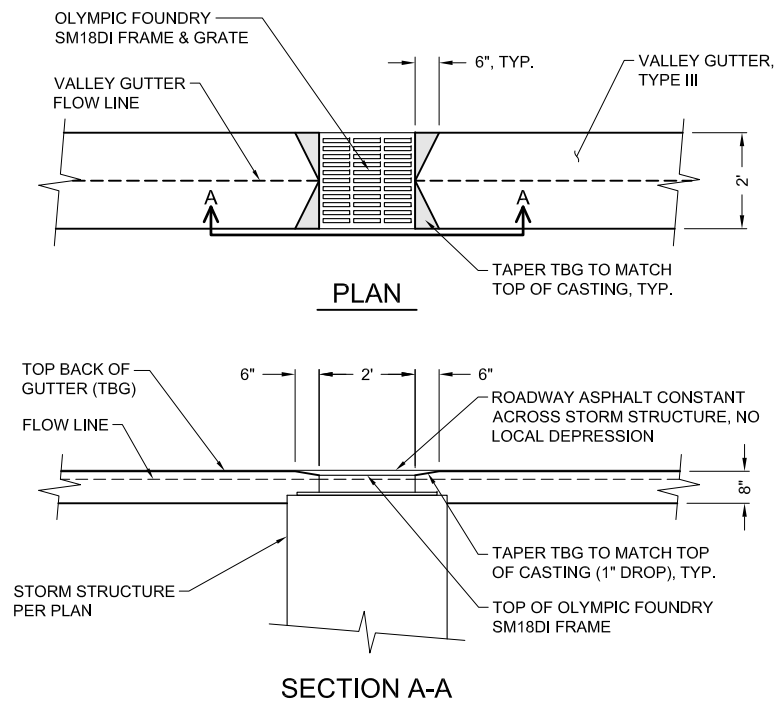 OLYMPIC FOUNDRY
SM18DI FRAME & GRATE
6", TYP.
VALLEY GUTTER,
TYPE III
VALLEY GUTTER
FLOW LINE
A
A
2'
TAPER TBG TO MATCH
TOP OF CASTING, TYP.
PLAN
TOP BACK OF
GUTTER (TBG)
6"
2'
6"
ROADWAY ASPHALT CONSTANT
ACROSS STORM STRUCTURE, NO
LOCAL DEPRESSION
FLOW LINE
8"
TAPER TBG TO MATCH TOP
OF CASTING (1" DROP), TYP.
STORM STRUCTURE
PER PLAN
TOP OF OLYMPIC FOUNDRY
SM18DI FRAME
SECTION A-A